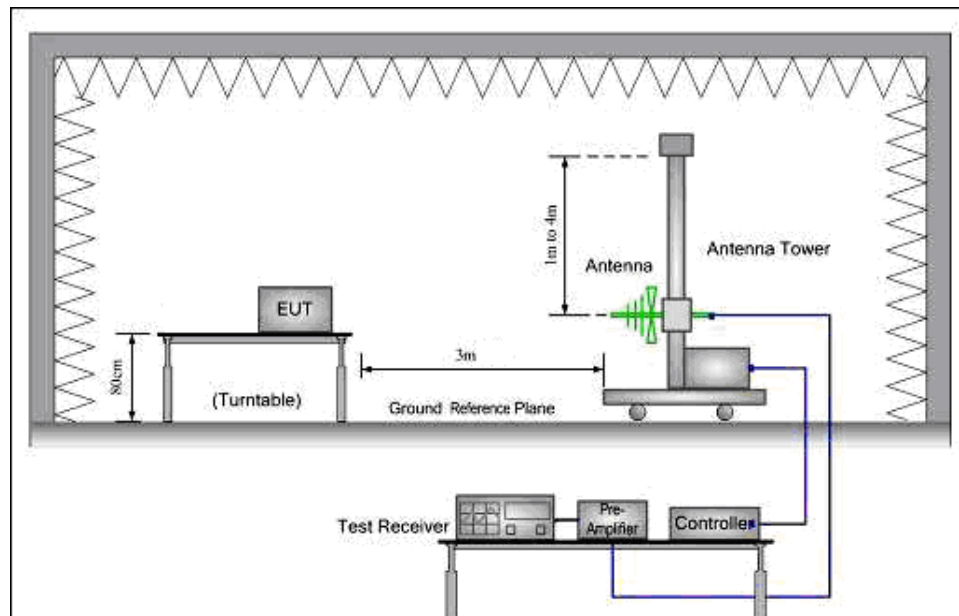 1m to 4m
Antenna
Antenna Tower
EUT
80cm
3m
(Turntable)
Ground Reference Plane
Test Receiver
Pre-
Amplifier
Controller